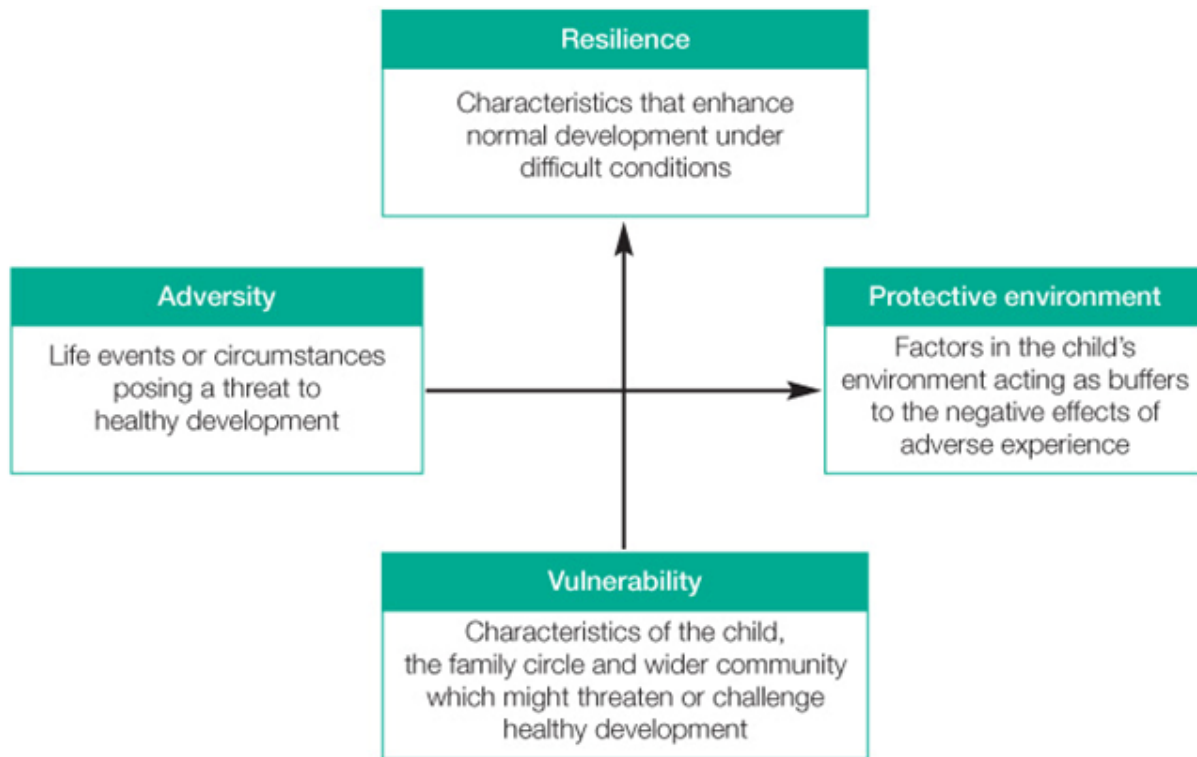 Resilience
Characteristics that enhance
normal development under
difficult conditions
Adversity
Life events or circumstances
posing a threat to
healthy development
Protective environment
Factors in the child's
environment acting as buffers
to the negative effects of
adverse experience
Vulnerability
Characteristics of the child,
the family circle and wider community
which might threaten or challenge
healthy development